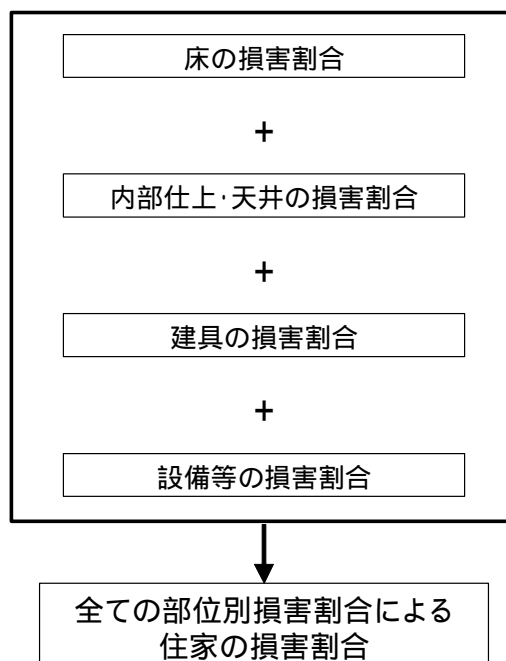 床の損害割合
+
内部仕上・天井の損害割合
+
建具の損害割合
+
設備等の損害割合
全ての部位別損害割合による
住家の損害割合